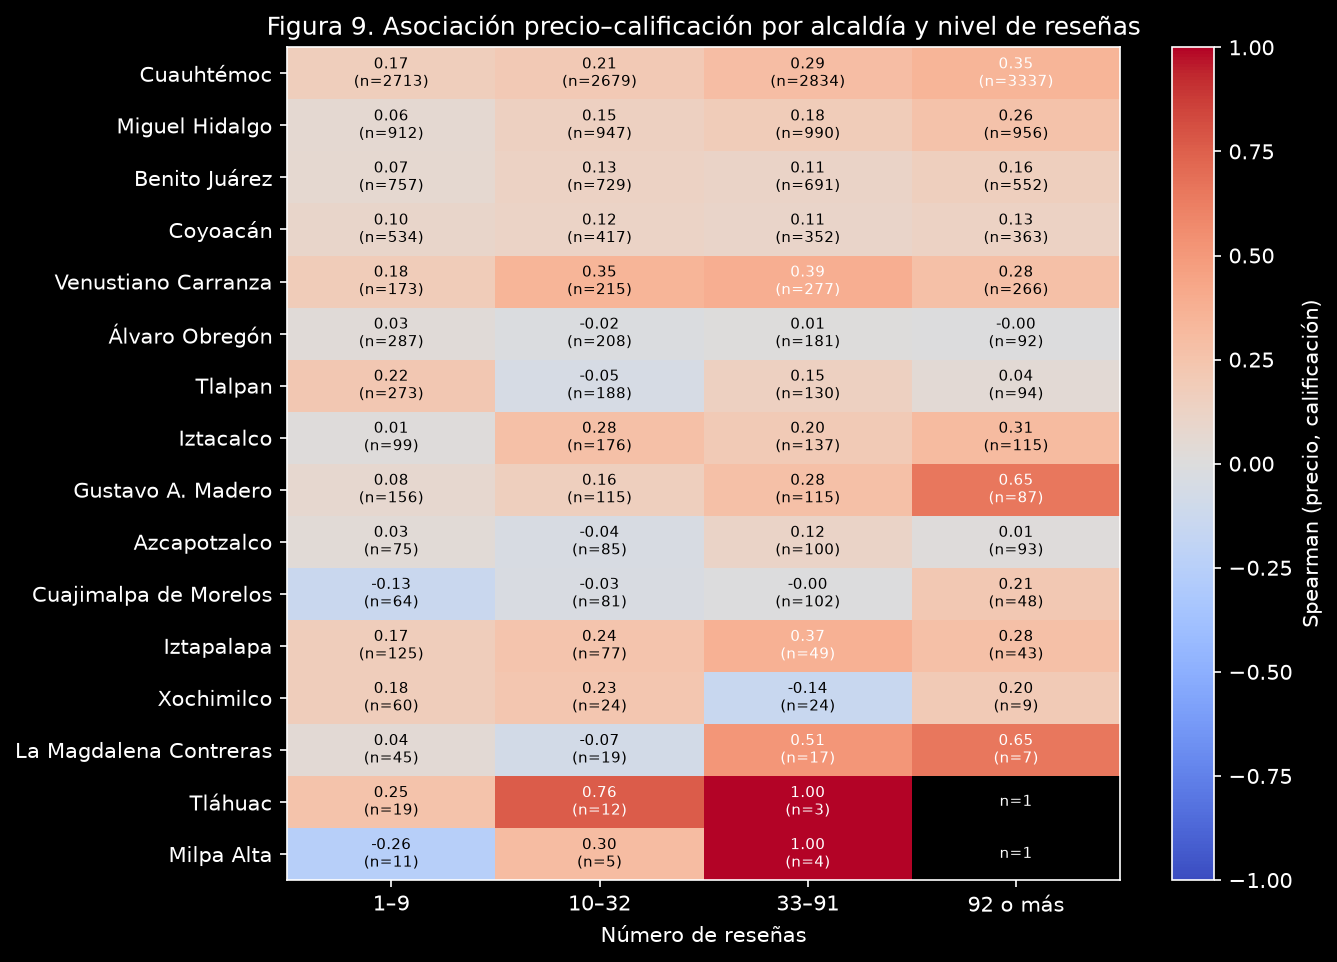 Figura 9. Asociación precio–calificación por alcaldía y nivel de reseñas
Cuauhtémoc
0.17 0.21 0.29 0.35
(n=2713) (n=2679) (n=2834) (n=3337)
Miguel Hidalgo
0.06 0.15 0.18 0.26
(n=912) (n=947) (n=990) (n=956)
Benito Juárez
0.07 0.13 0.11 0.16
(n=757) (n=729) (n=691) (n=552)
Coyoacán
0.10 0.12 0.11 0.13
(n=534) (n=417) (n=352) (n=363)
Venustiano Carranza
0.18 0.35 0.39 0.28
(n=173) (n=215) (n=277) (n=266)
Álvaro Obregón
0.03 -0.02 0.01 -0.00
(n=287) (n=208) (n=181) (n=92)
Tlalpan
0.22 -0.05 0.15 0.04
(n=273) (n=188) (n=130) (n=94)
Iztacalco
0.01 0.28 0.20 0.31
(n=99) (n=176) (n=137) (n=115)
Gustavo A. Madero
0.08 0.16 0.28 0.65
(n=156) (n=115) (n=115) (n=87)
Azcapotzalco
0.03 -0.04 0.12 0.01
(n=75) (n=85) (n=100) (n=93)
Cuajimalpa de Morelos
-0.13 -0.03 -0.00 0.21
(n=64) (n=81) (n=102) (n=48)
Iztapalapa
0.17 0.24 0.37 0.28
(n=125) (n=77) (n=49) (n=43)
Xochimilco
0.18 0.23 -0.14 0.20
(n=60) (n=24) (n=24) (n=9)
La Magdalena Contreras
0.04 -0.07 0.51 0.65
(n=45) (n=19) (n=17) (n=7)
Tláhuac
0.25 0.76 1.00
(n=19) (n=12) (n=3) n=1
Milpa Alta
-0.26 0.30 1.00
(n=11) (n=5) (n=4) n=1
1–9 10–32 33–91 92 o más
Número de reseñas
1.00
0.75
0.50
0.25
0.00
−0.25
−0.50
−0.75
−1.00
Spearman (precio, calificación)